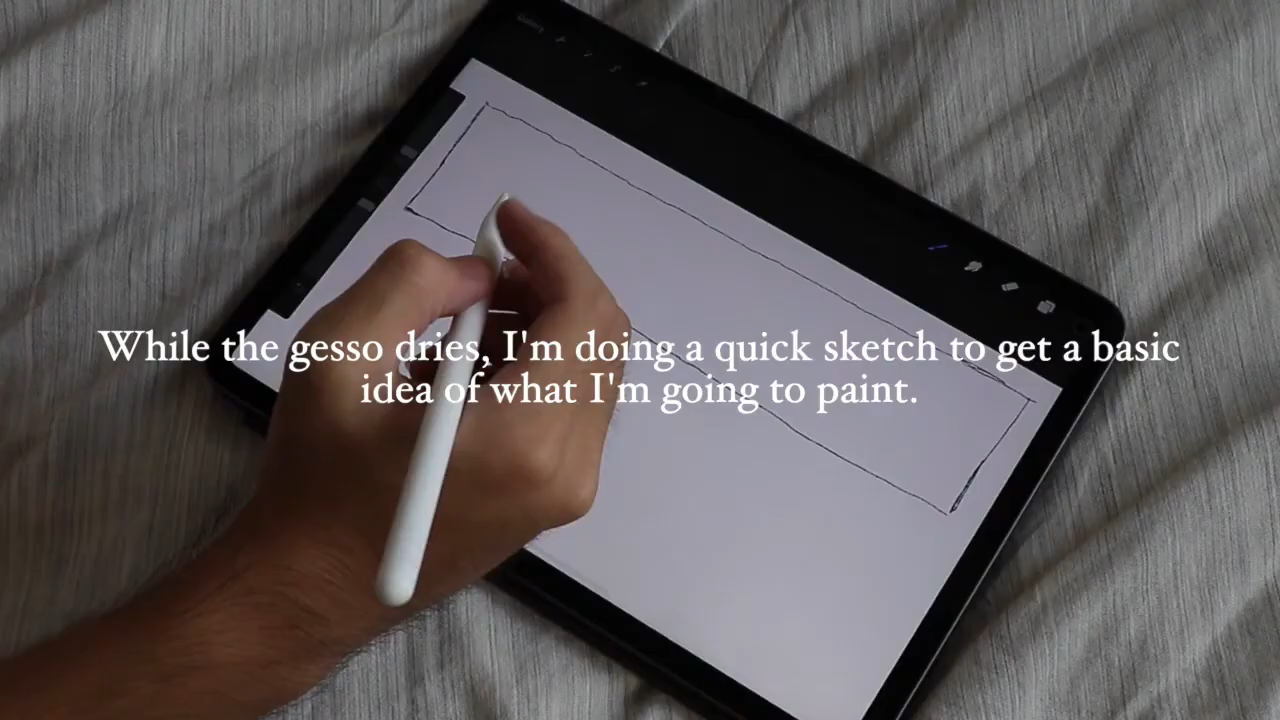 While the gesso dries, I'm doing a quick sketch to get a basic
idea of what I'm going to paint.